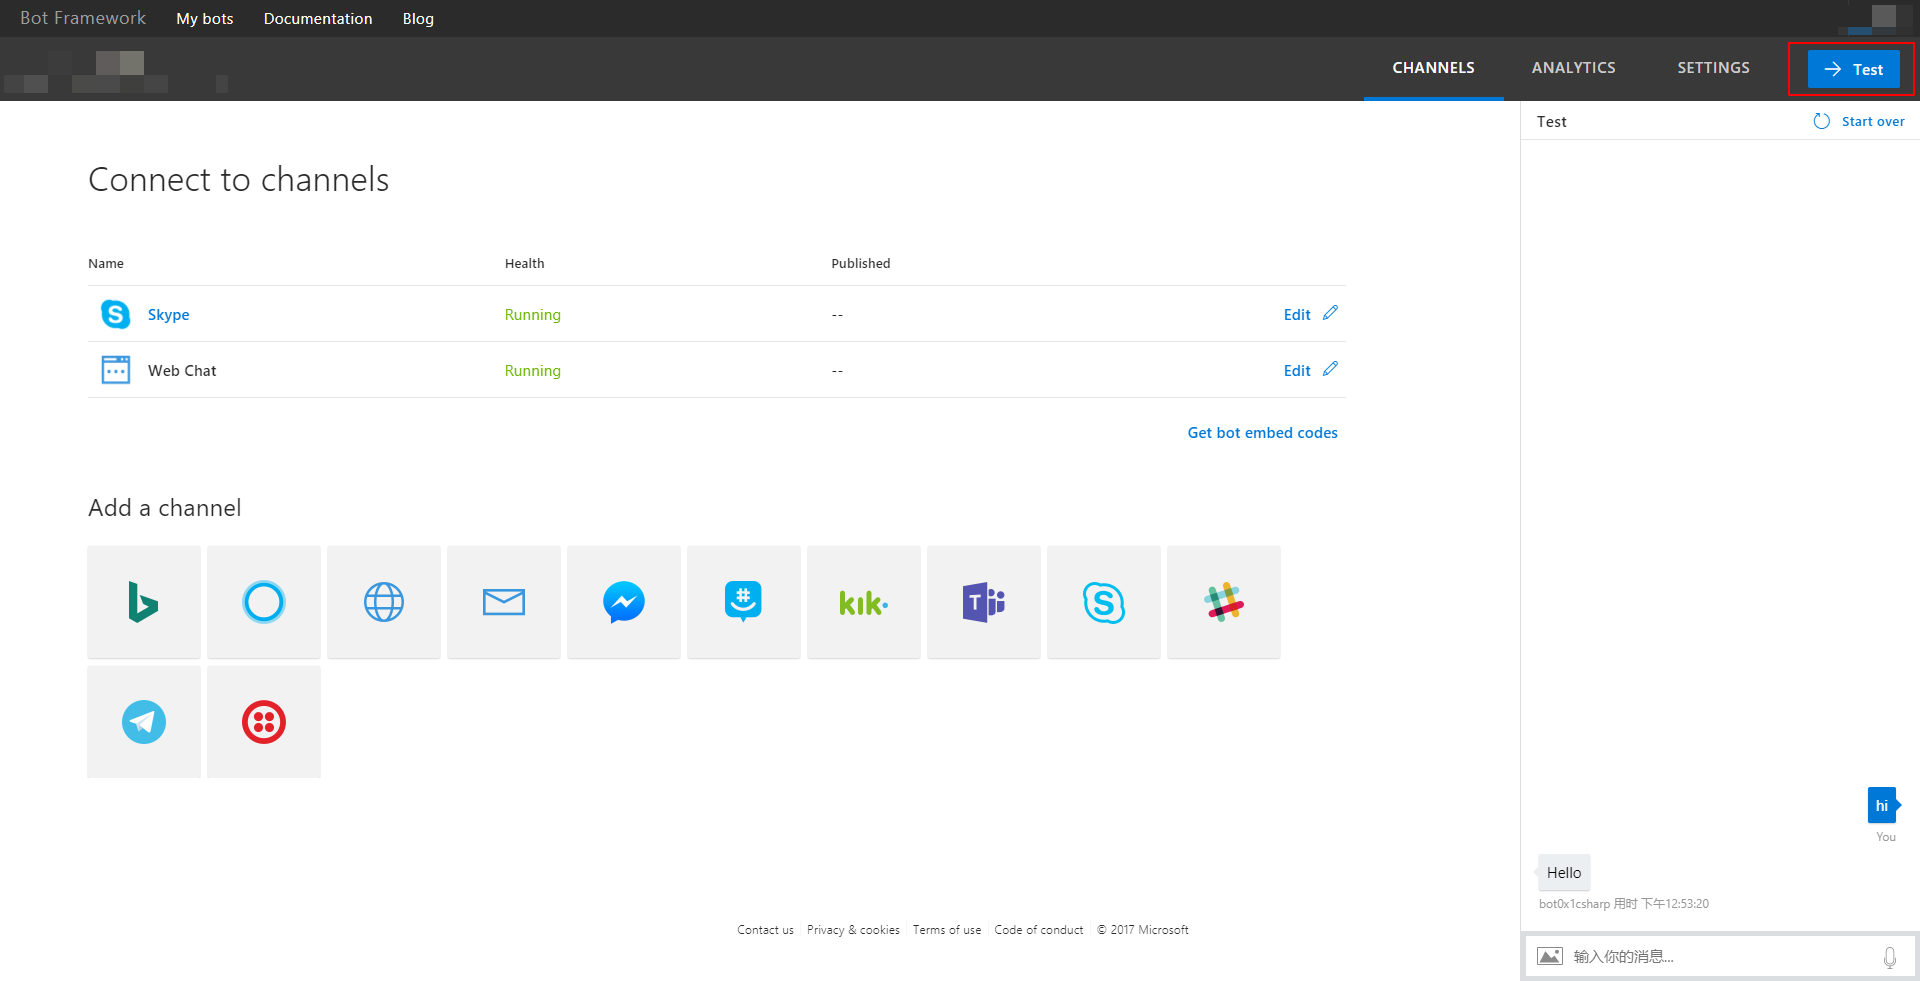 Bot Framework My bots Documentation Blog
CHANNELS ANALYTICS SETTINGS Test
Test Start over
Connect to channels
Name Health Published
Skype Running -- Edit
Web Chat Running -- Edit
Get bot embed codes
Add a channel
kik.
T
hi
You
Hello
bot0x1csharp 用时 下午12:53:20
Contact us Privacy & cookies Terms of use Code of conduct © 2017 Microsoft
输入你的消息...